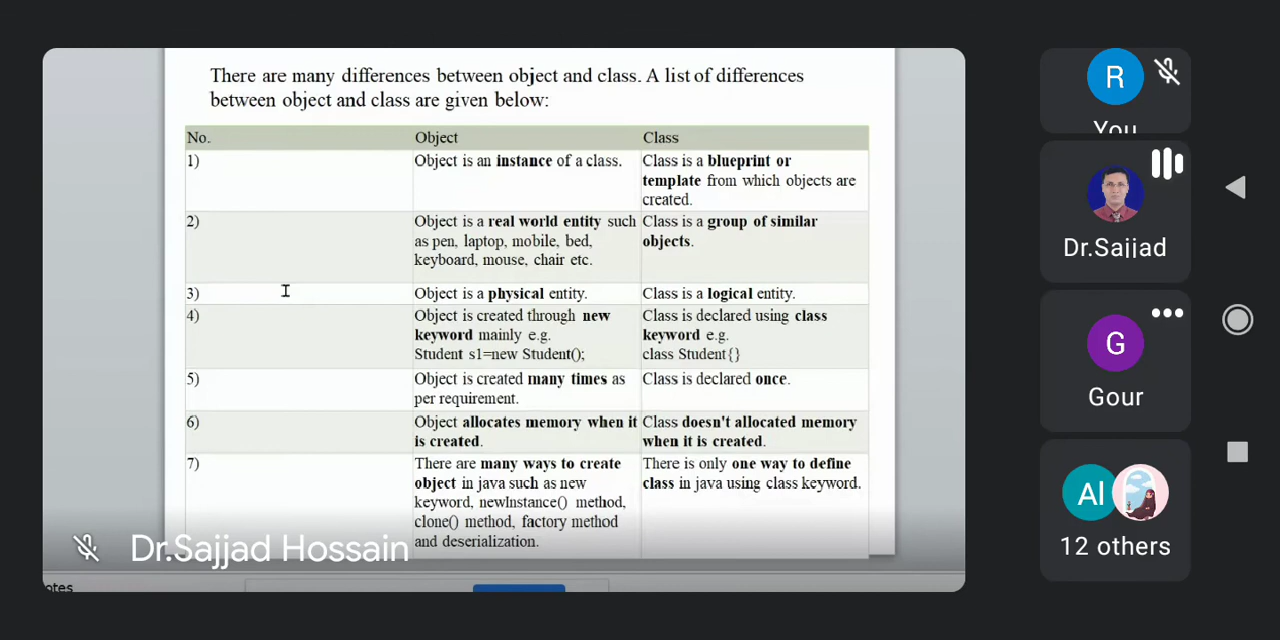 There are many differences between object and class. A list of differences
between object and class are given below:
No. Object Class
1) Object is an instance of a class. Class is a blueprint or
template from which objects are
created.
2) Object is a real world entity such Class is a group of similar
as pen, laptop, mobile, bed, objects.
keyboard, mouse, chair etc.
3) Object is a physical entity. Class is a logical entity.
4) Object is created through new Class is declared using class
keyword mainly e.g. keyword e.g.
Student s1=new Student(); class Student{}
5) Object is created many times as Class is declared once.
per requirement.
6) Object allocates memory when it Class doesn't allocated memory
is created. when it is created.
7) There are many ways to create There is only one way to define
object in java such as new class in java using class keyword.
keyword, newInstance() method,
clone() method, factory method
and deserialization.
Dr.Sajjad Hossain
otes
R
You
Dr.Sajjad
G
Gour
Al
12 others